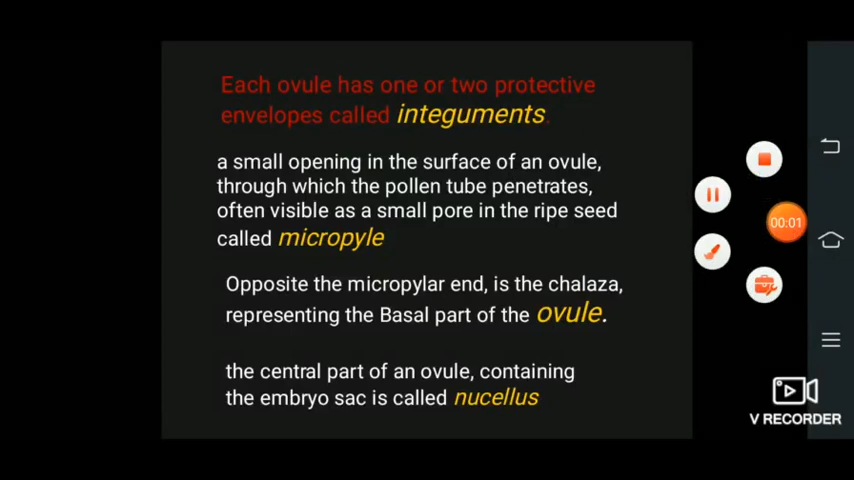 Each ovule has one or two protective
envelopes called integuments.
a small opening in the surface of an ovule,
through which the pollen tube penetrates,
often visible as a small pore in the ripe seed
called micropyle
Opposite the micropylar end, is the chalaza,
representing the Basal part of the ovule.
the central part of an ovule, containing
the embryo sac is called nucellus
00:01
V RECORDER